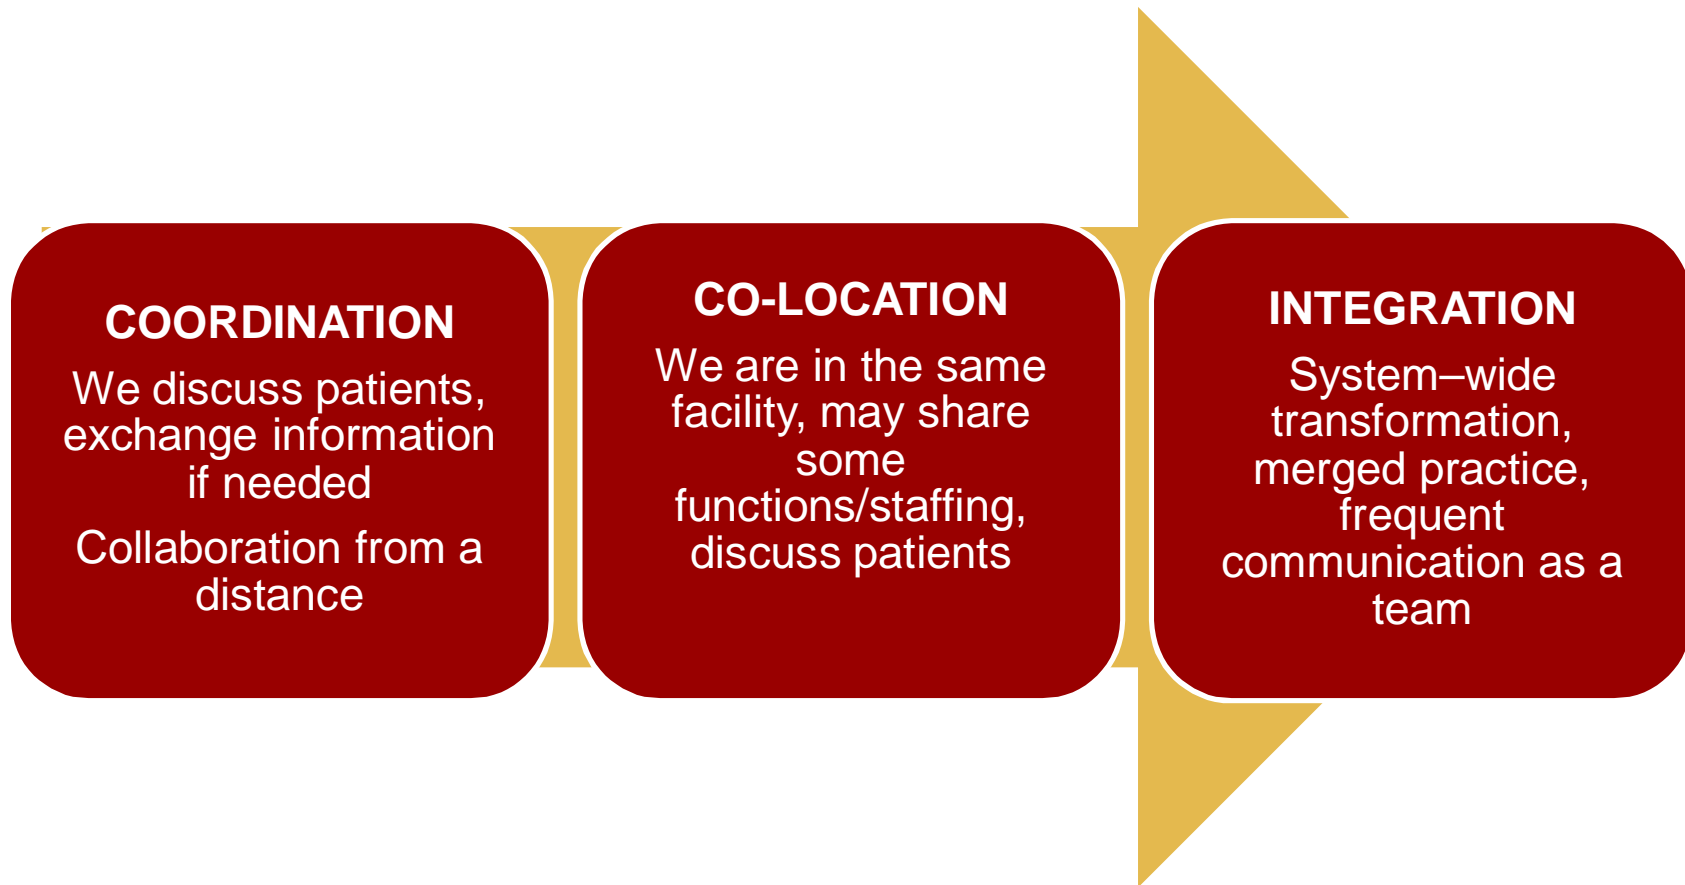 COORDINATION
We discuss patients,
exchange information
if needed
Collaboration from a
distance
CO-LOCATION
We are in the same
facility, may share
some
functions/staffing,
discuss patients
INTEGRATION
System–wide
transformation,
merged practice,
frequent
communication as a
team